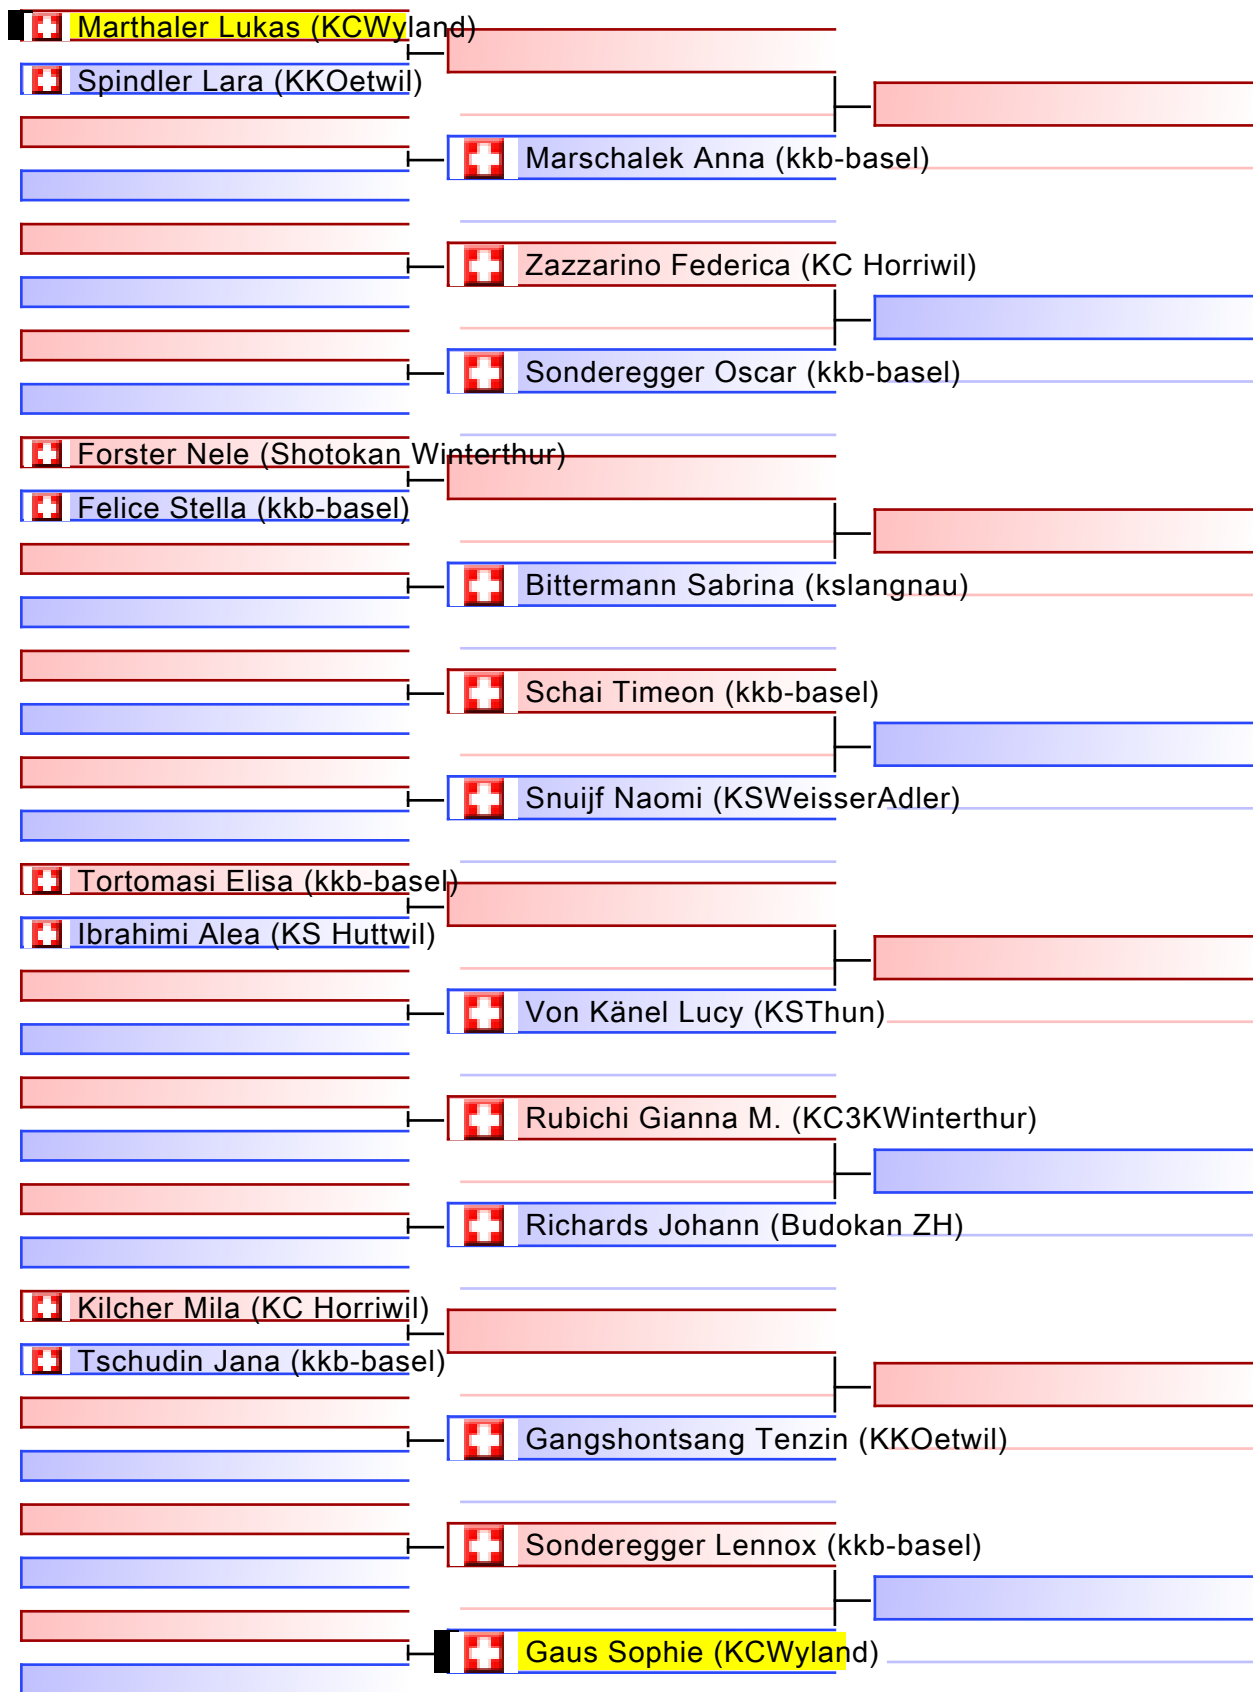 Marthaler Lukas (KCWyland)
Spindler Lara (KKOetwil)
Marschalek Anna (kkb-basel)
Zazzarino Federica (KC Horriwil)
Sonderegger Oscar (kkb-basel)
Forster Nele (Shotokan Winterthur)
Felice Stella (kkb-basel)
Bittermann Sabrina (kslangnau)
Schai Timeon (kkb-basel)
Snuijf Naomi (KSWeisserAdler)
Tortomasi Elisa (kkb-basel)
Ibrahimi Alea (KS Huttwil)
Von Känel Lucy (KSThun)
Rubichi Gianna M. (KC3KWinterthur)
Richards Johann (Budokan ZH)
Kilcher Mila (KC Horriwil)
Tschudin Jana (kkb-basel)
Gangshontsang Tenzin (KKOetwil)
Sonderegger Lennox (kkb-basel)
Gaus Sophie (KCWyland)